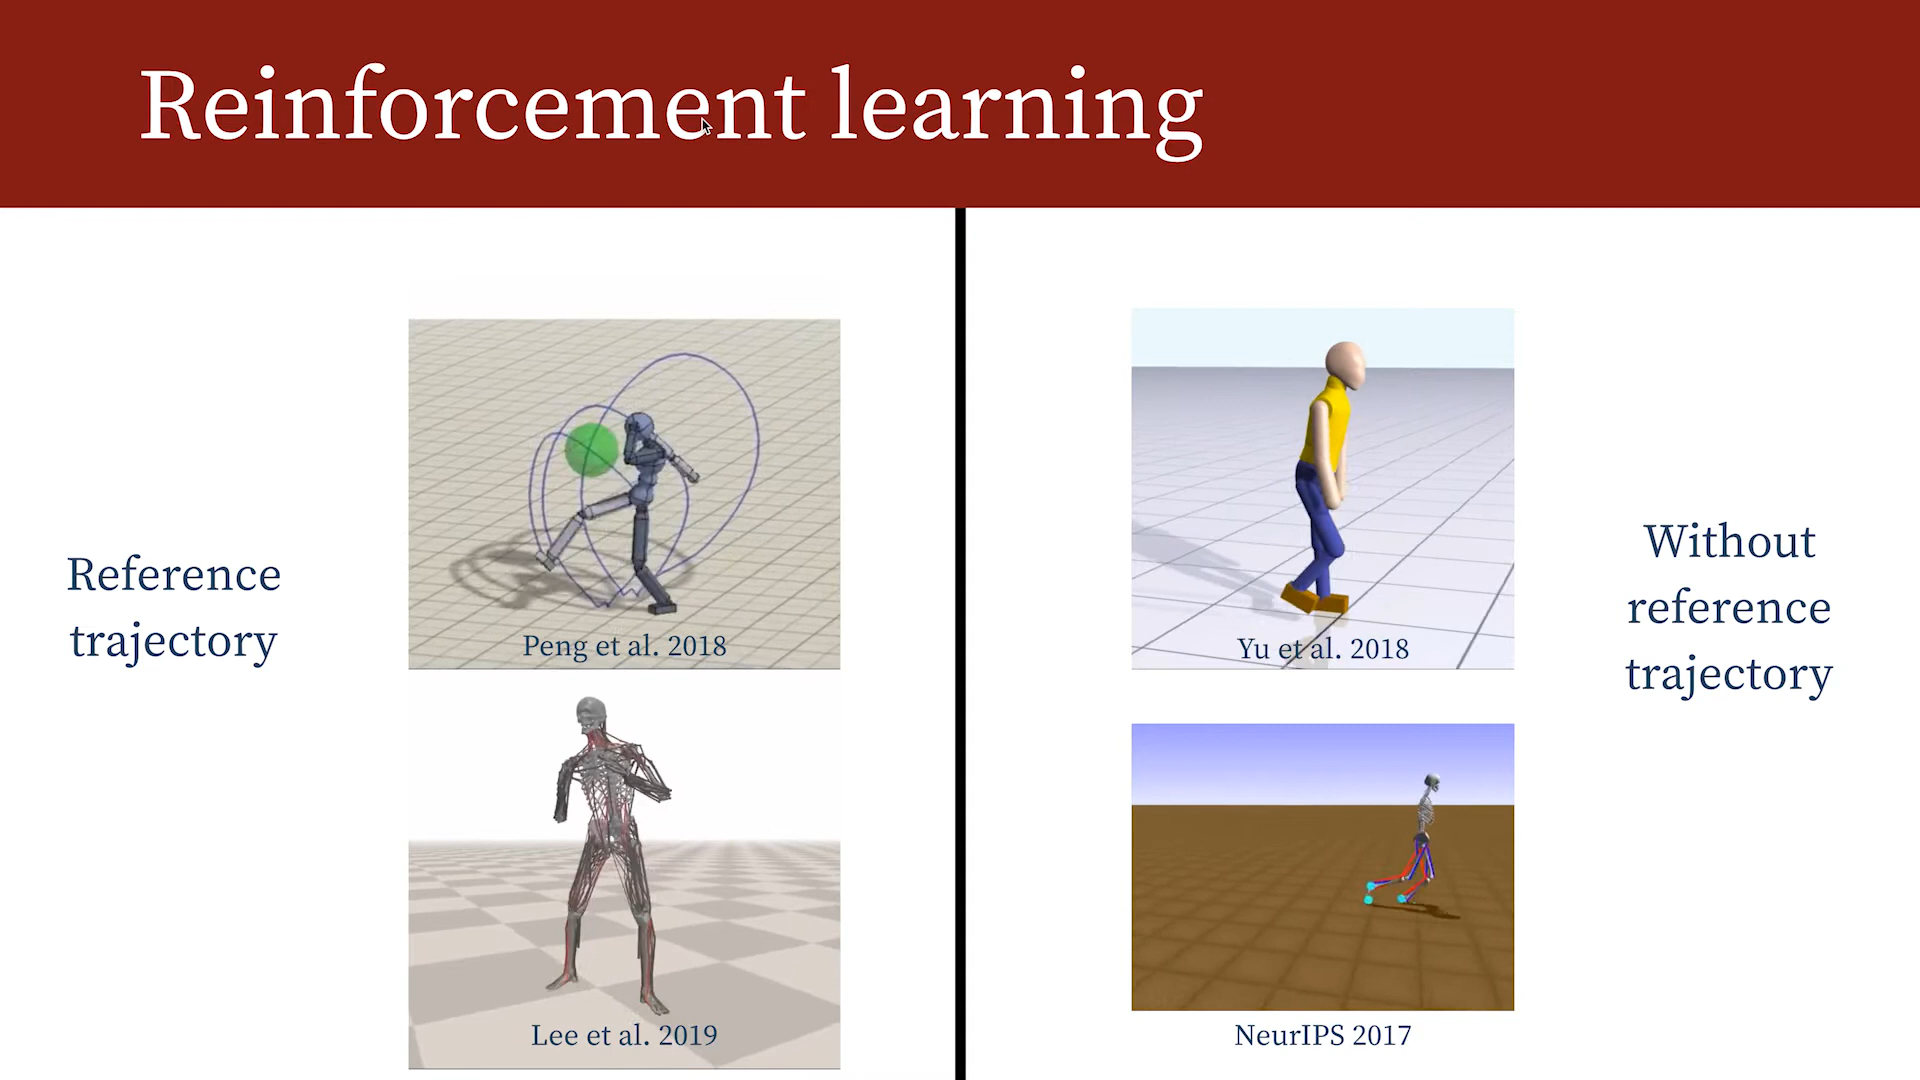 Reinforcement learning
Reference
trajectory
Peng et al. 2018
Lee et al. 2019
Yu et al. 2018
NeurIPS 2017
Without
reference
trajectory